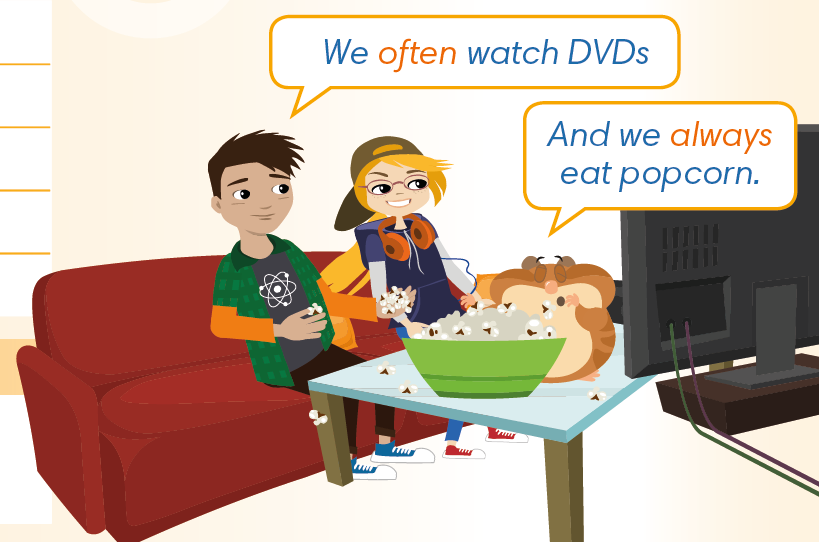 We often watch DVDs
And we always
eat popcorn.